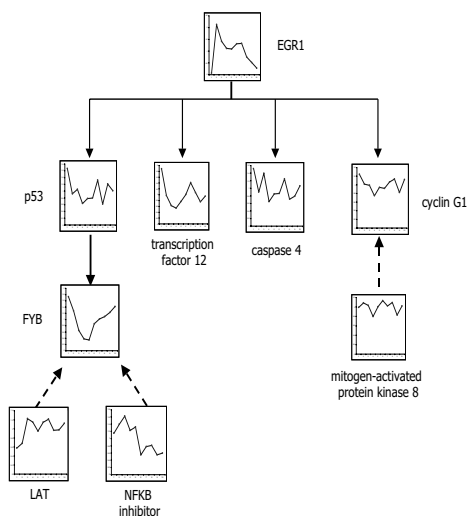 EGR1
p53
transcription
factor 12
caspase 4
cyclin G1
FYB
mitogen-activated
protein kinase 8
LAT
NFKB
inhibitor